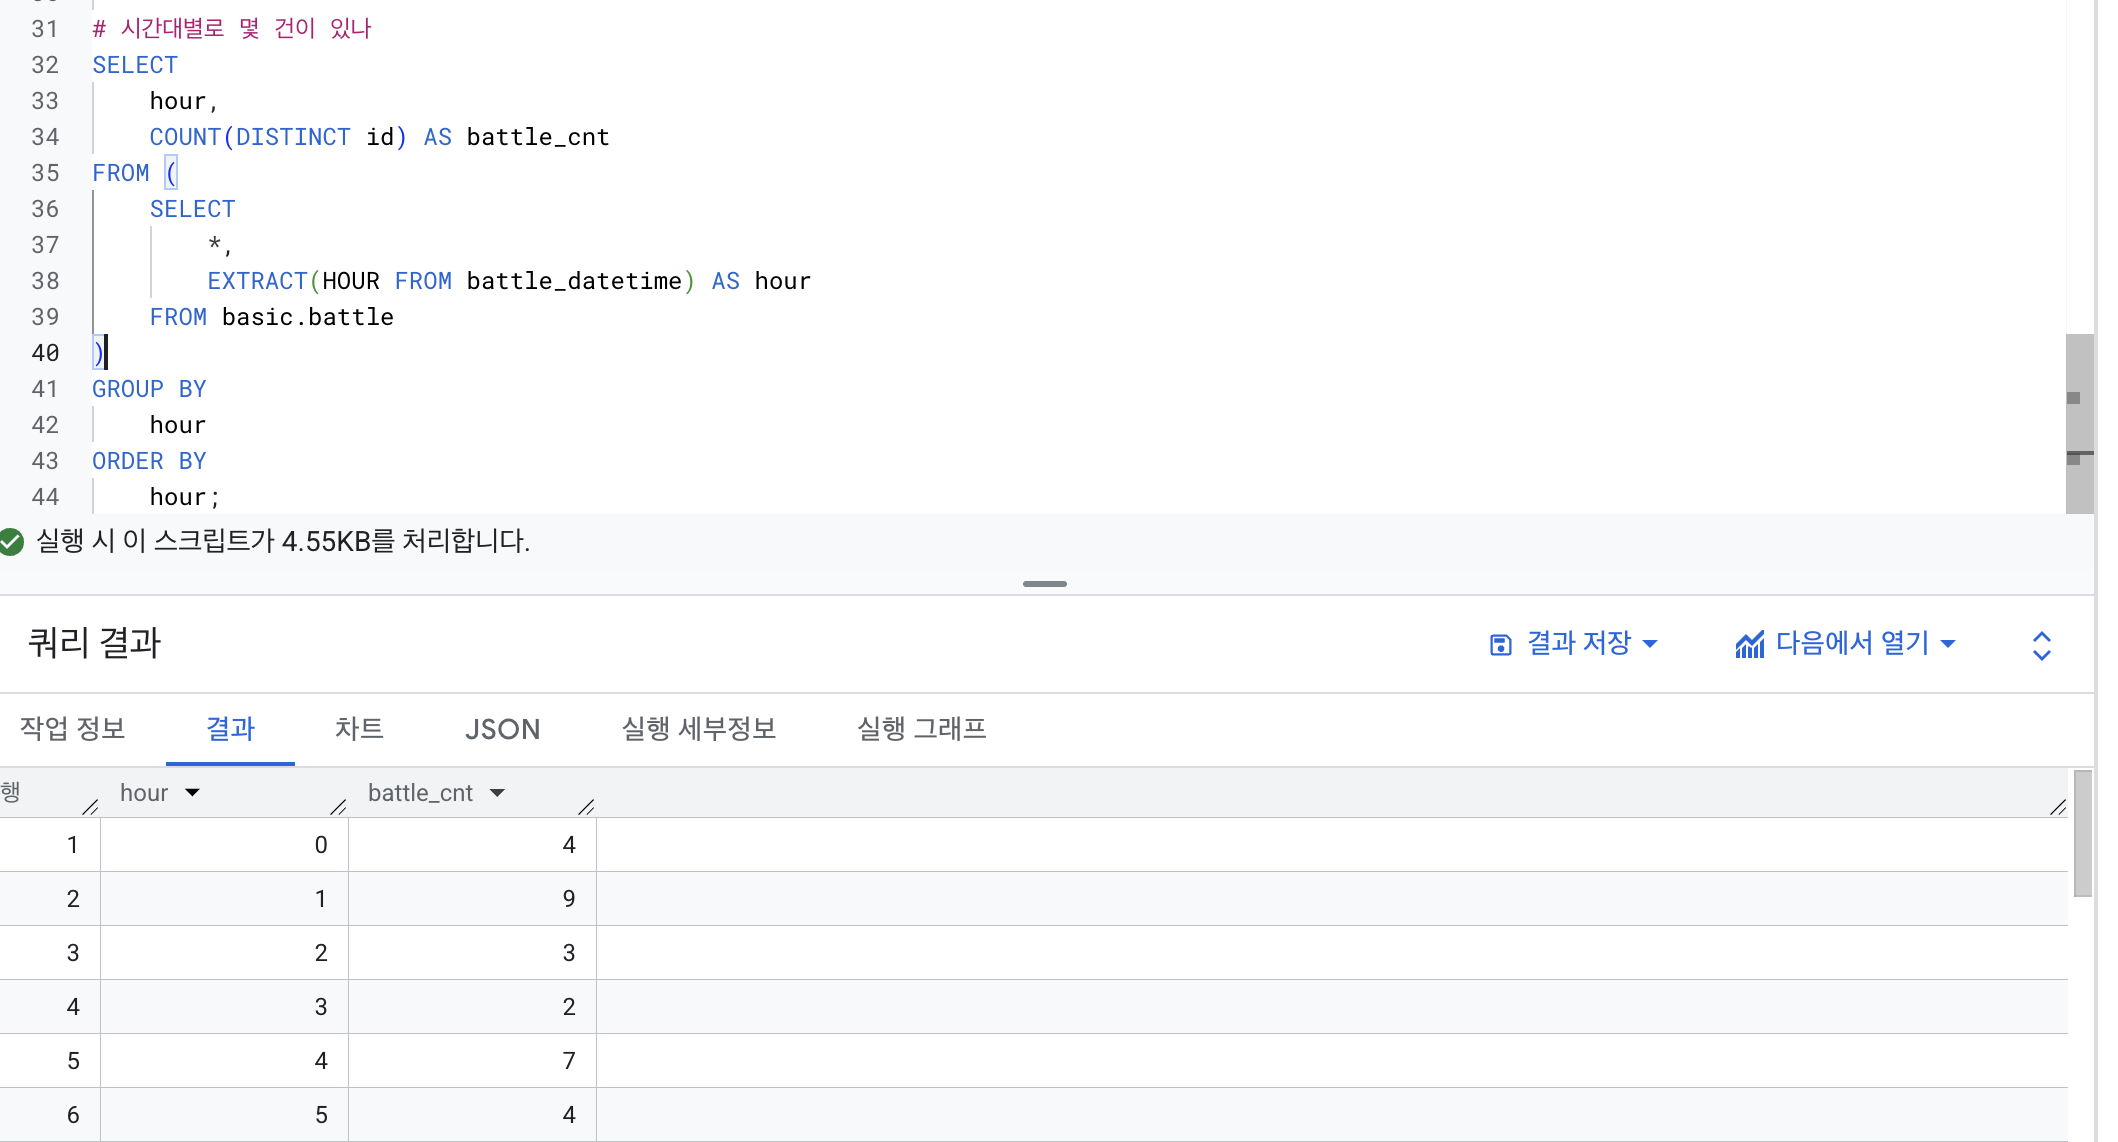 31 # 시간대별로 몇 건이 있나
32 SELECT
33 hour,
34 COUNT(DISTINCT id) AS battle_cnt
35 FROM (
36 SELECT
37 *,
38 EXTRACT(HOUR FROM battle_datetime) AS hour
39 FROM basic.battle
40 )
41 GROUP BY
42 hour
43 ORDER BY
44 hour;
실행 시 이 스크립트가 4.55KB를 처리합니다.
쿼리 결과 결과 저장 다음에서 열기
작업 정보 결과 차트 JSON 실행 세부정보 실행 그래프
행 hour battle_cnt
1 0 4
2 1 9
3 2 3
4 3 2
5 4 7
6 5 4